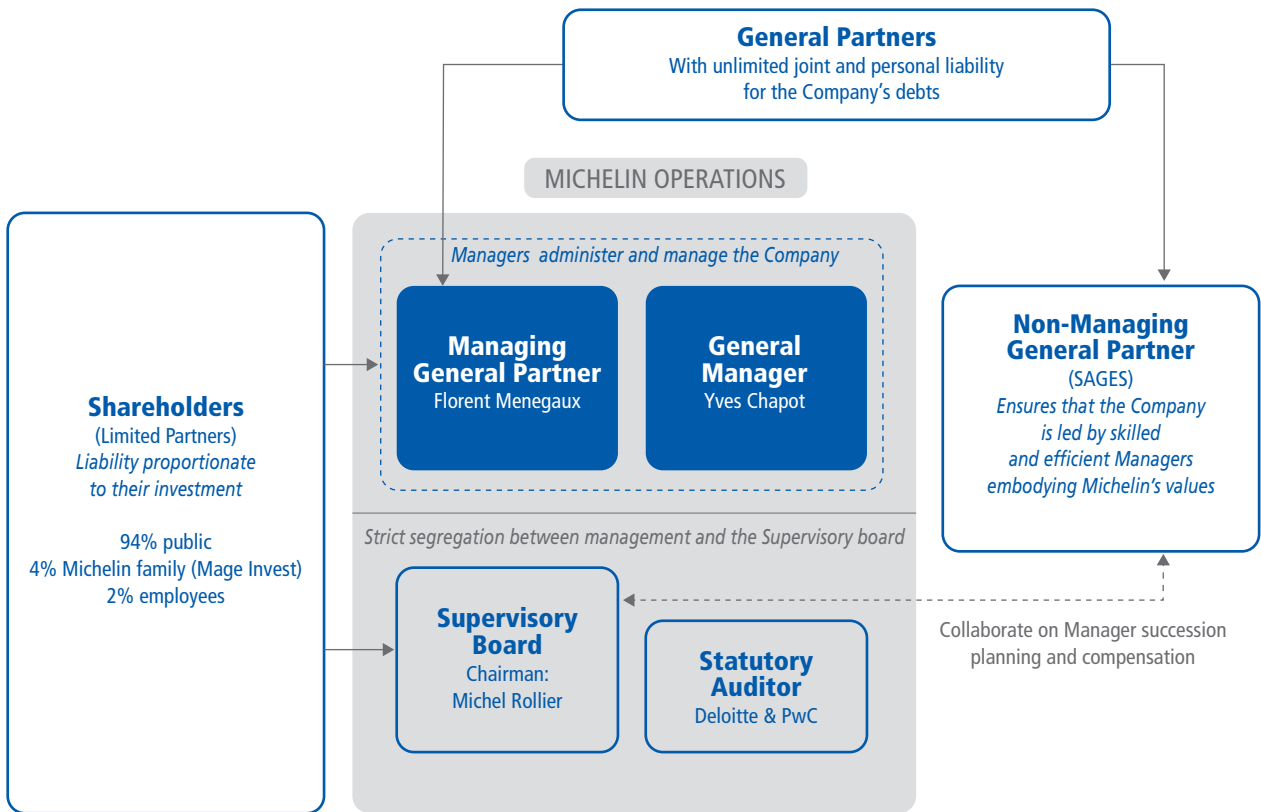 General Partners
With unlimited joint and personal liability
for the Company's debts
MICHELIN OPERATIONS
Shareholders
(Limited Partners)
Liability proportionate
to their investment
94% public
4% Michelin family (Mage Invest)
2% employees
Managers administer and manage the Company
Managing
General Partner
Florent Menegaux
General
Manager
Yves Chapot
Non-Managing
General Partner
(SAGES)
Ensures that the Company
is led by skilled
and efficient Managers
embodying Michelin's values
Strict segregation between management and the Supervisory board
Supervisory
Board
Chairman:
Michel Rollier
Statutory
Auditor
Deloitte & PwC
Collaborate on Manager succession
planning and compensation